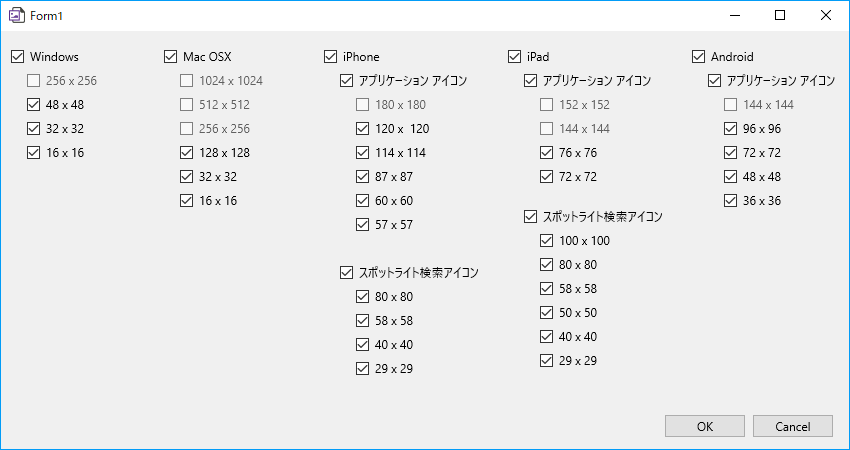 Form1
Windows
256 x 256
48 x 48
32 x 32
16 x 16
Mac OSX
1024 x 1024
512 x 512
256 x 256
128 x 128
32 x 32
16 x 16
iPhone
アプリケーション アイコン
180 x 180
120 x  120
114 x 114
87 x 87
60 x 60
57 x 57
スポットライト検索アイコン
80 x 80
58 x 58
40 x 40
29 x 29
iPad
アプリケーション アイコン
152 x 152
144 x 144
76 x 76
72 x 72
スポットライト検索アイコン
100 x 100
80 x 80
58 x 58
50 x 50
40 x 40
29 x 29
Android
アプリケーション アイコン
144 x 144
96 x 96
72 x 72
48 x 48
36 x 36
OK
Cancel